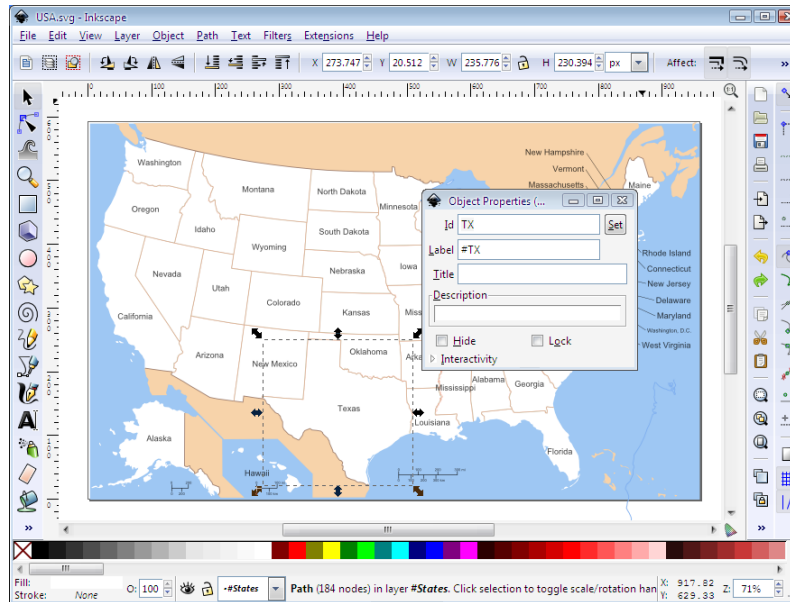 USA.svg - Inkscape
File Edit View Layer Object Path Text Filters Extensions Help
X 273.747 Y 20.512 W 235.776 H 230.394 px Affect:
New Hampshire
Vermont
Massachusetts
Maine
Washington
Montana
North Dakota
Minnesota
Oregon
Idaho
South Dakota
Wyoming
Nebraska
Iowa
Nevada
Utah
Colorado
Kansas
Miss
California
Arizona
New Mexico
Oklahoma
Arka
Texas
Mississippi
Alabama
Georgia
Louisiana
Florida
Alaska
Hawaii
Rhode Island
Connecticut
New Jersey
Delaware
Maryland
Washington, D.C.
West Virginia
Object Properties (...
Id TX Set
Label #TX
Title
Description
Hide Lock
Interactivity
Fill:
Stroke: None
O: 100
-#States
Path (184 nodes) in layer #States. Click selection to toggle scale/rotation han
X: 917.82
Y: 629.33
Z: 71%